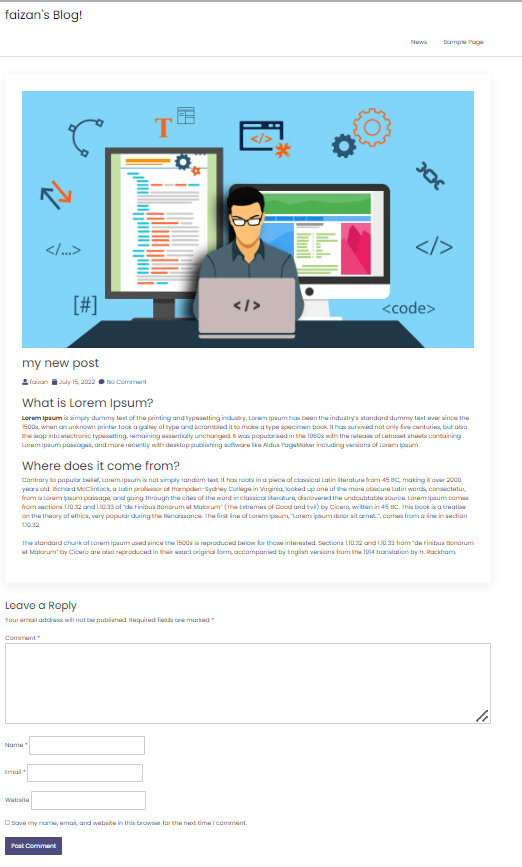 faizan's Blog!
News Sample Page
T
</>
</...>
</>
</>
[#]
<code>
my new post
faizan July 15, 2022 No Comment
What is Lorem Ipsum?
Lorem Ipsum is simply dummy text of the printing and typesetting industry. Lorem Ipsum has been the industry's standard dummy text ever since the
1500s, when an unknown printer took a galley of type and scrambled it to make a type specimen book. It has survived not only five centuries, but also
the leap into electronic typesetting, remaining essentially unchanged. It was popularised in the 1960s with the release of Letraset sheets containing
Lorem Ipsum passages, and more recently with desktop publishing software like Aldus PageMaker including versions of Lorem Ipsum.
Where does it come from?
Contrary to popular belief, Lorem Ipsum is not simply random text. It has roots in a piece of classical Latin literature from 45 BC, making it over 2000
years old. Richard McClintock, a Latin professor at Hampden-Sydney College in Virginia, looked up one of the more obscure Latin words, consectetur,
from a Lorem Ipsum passage, and going through the cites of the word in classical literature, discovered the undoubtable source. Lorem Ipsum comes
from sections 1.10.32 and 1.10.33 of "de Finibus Bonorum et Malorum" (The Extremes of Good and Evil) by Cicero, written in 45 BC. This book is a treatise
on the theory of ethics, very popular during the Renaissance. The first line of Lorem Ipsum, "Lorem ipsum dolor sit amet..", comes from a line in section
1.10.32.
The standard chunk of Lorem Ipsum used since the 1500s is reproduced below for those interested. Sections 1.10.32 and 1.10.33 from "de Finibus Bonorum
et Malorum" by Cicero are also reproduced in their exact original form, accompanied by English versions from the 1914 translation by H. Rackham.
Leave a Reply
Your email address will not be published. Required fields are marked *
Comment *
Name *
Email *
Website
Save my name, email, and website in this browser for the next time I comment.
Post Comment